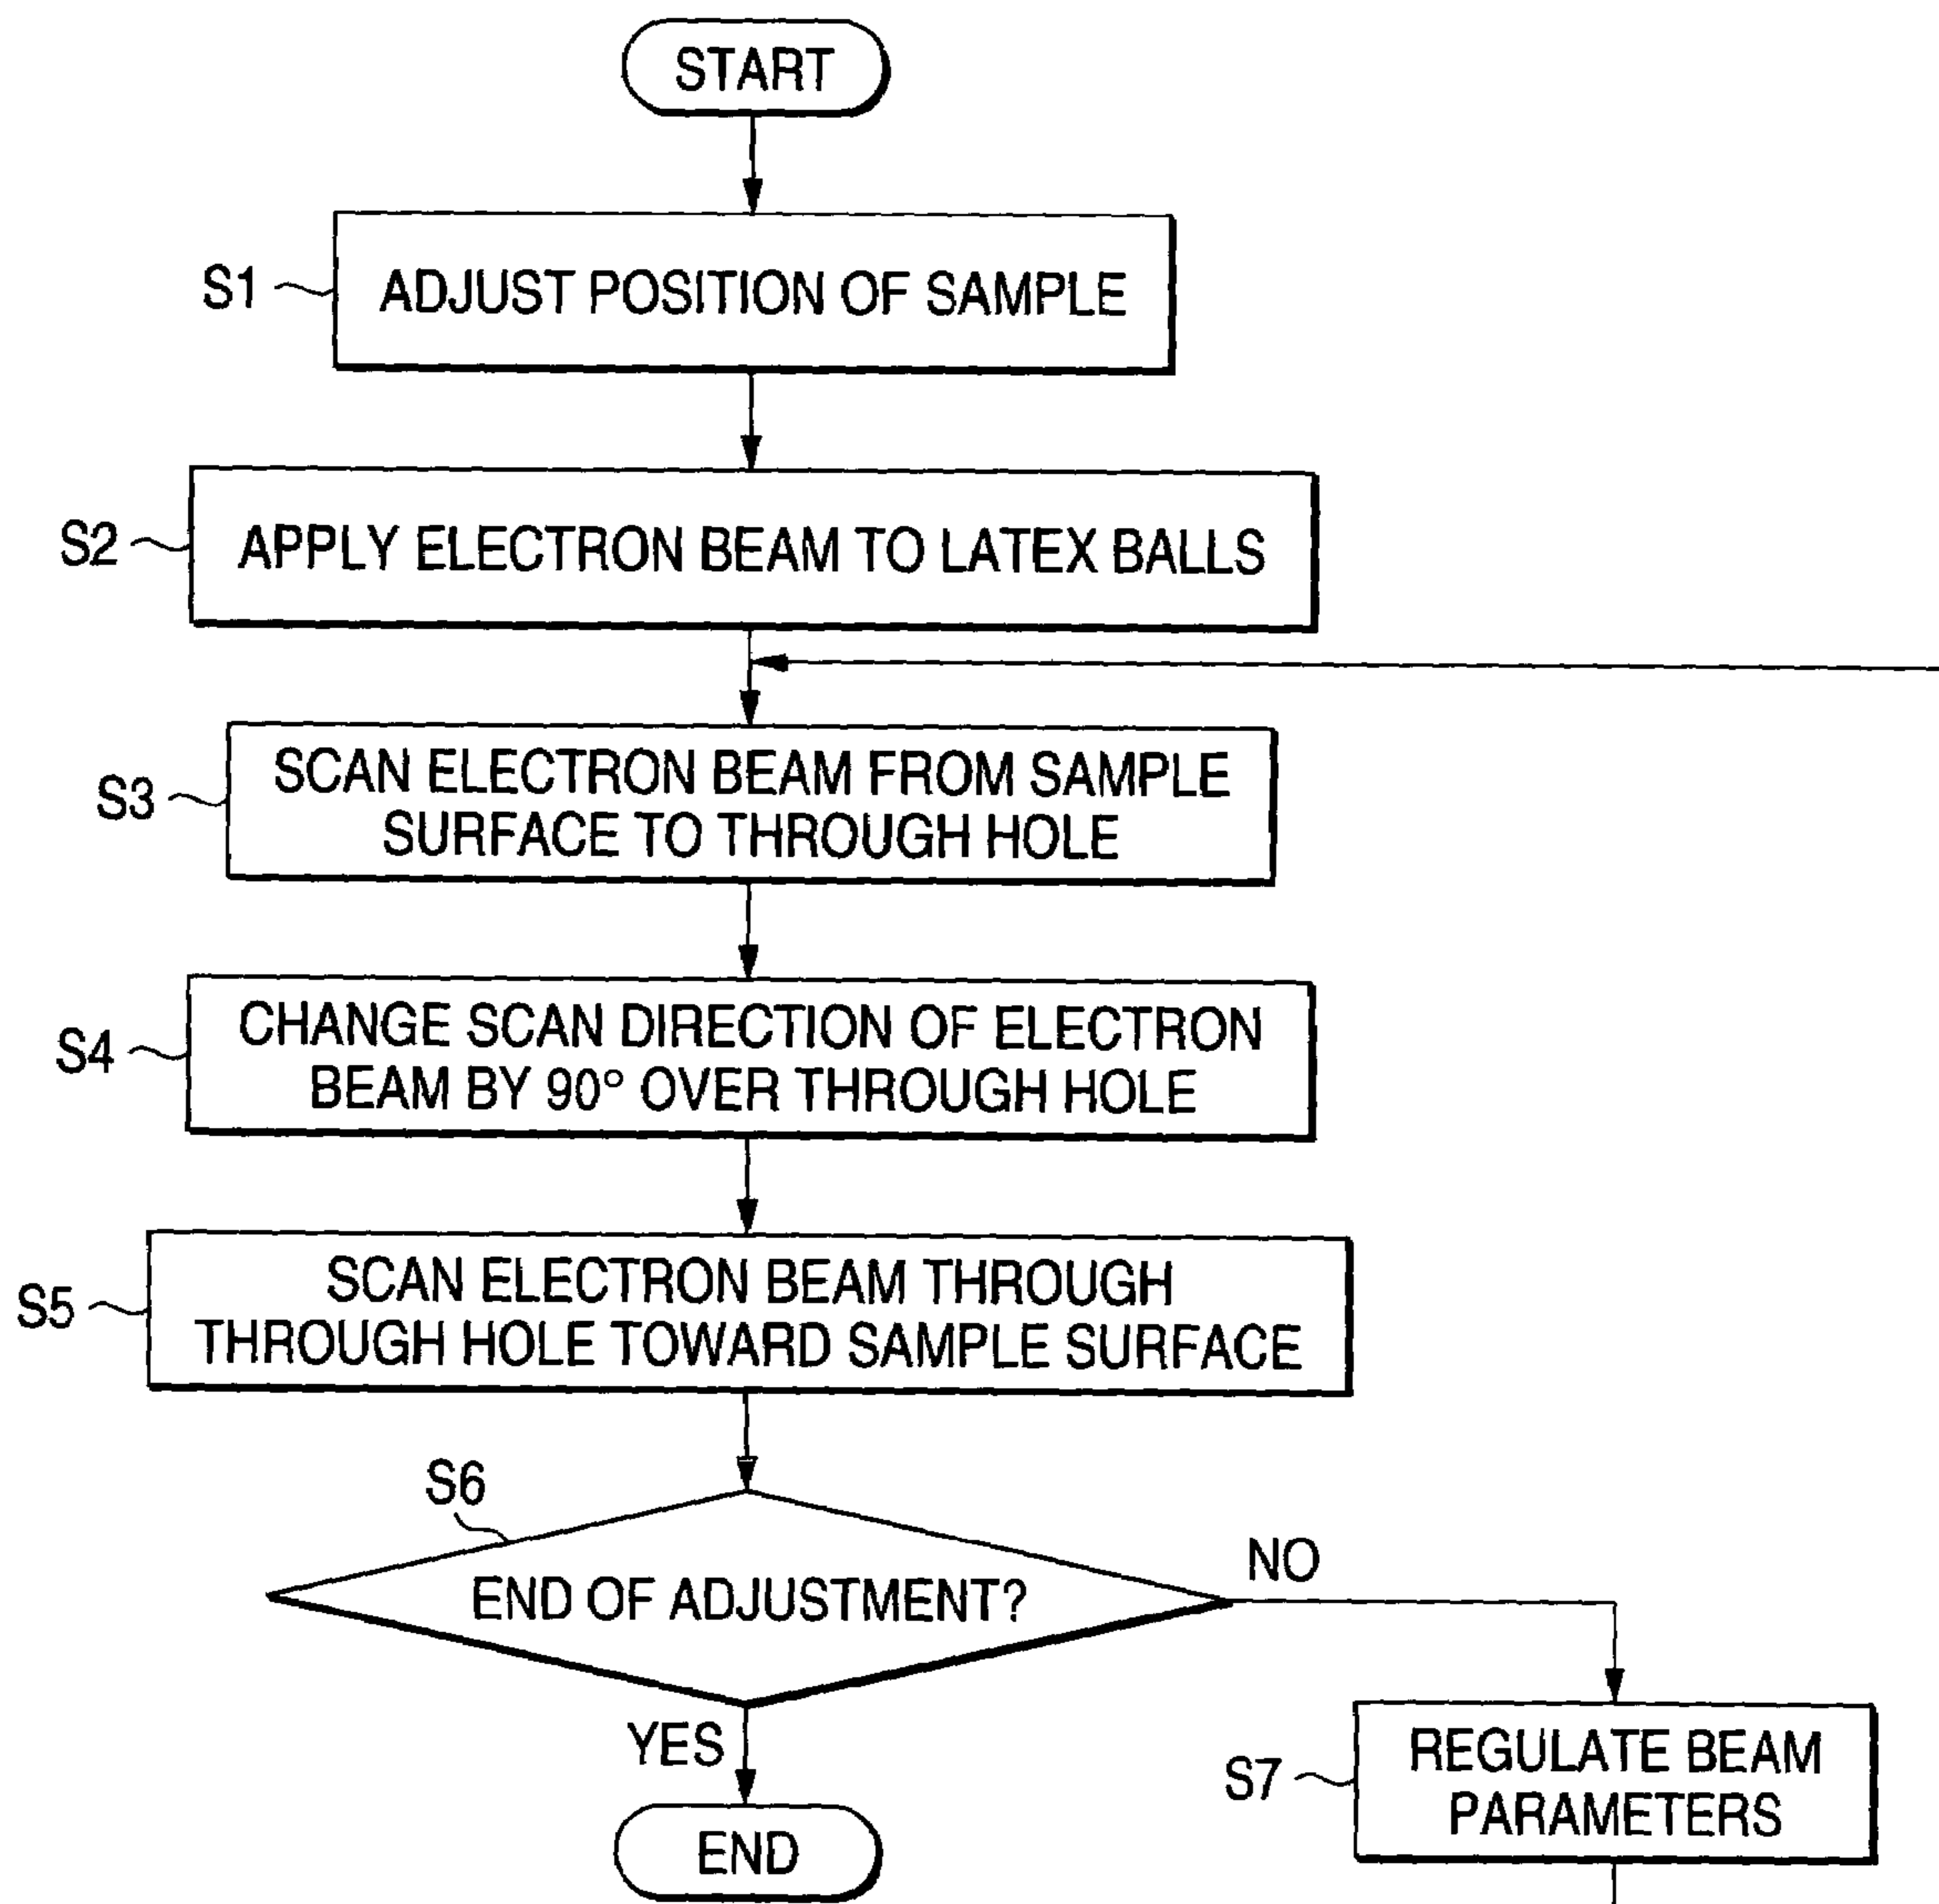 START
S1
ADJUST POSITION OF SAMPLE
S2
APPLY ELECTRON BEAM TO LATEX BALLS
S3
SCAN ELECTRON BEAM FROM SAMPLE
SURFACE TO THROUGH HOLE
S4
CHANGE SCAN DIRECTION OF ELECTRON
BEAM BY 90° OVER THROUGH HOLE
S5
SCAN ELECTRON BEAM THROUGH
THROUGH HOLE TOWARD SAMPLE SURFACE
S6
END OF ADJUSTMENT?
NO
YES
S7
REGULATE BEAM
PARAMETERS
END